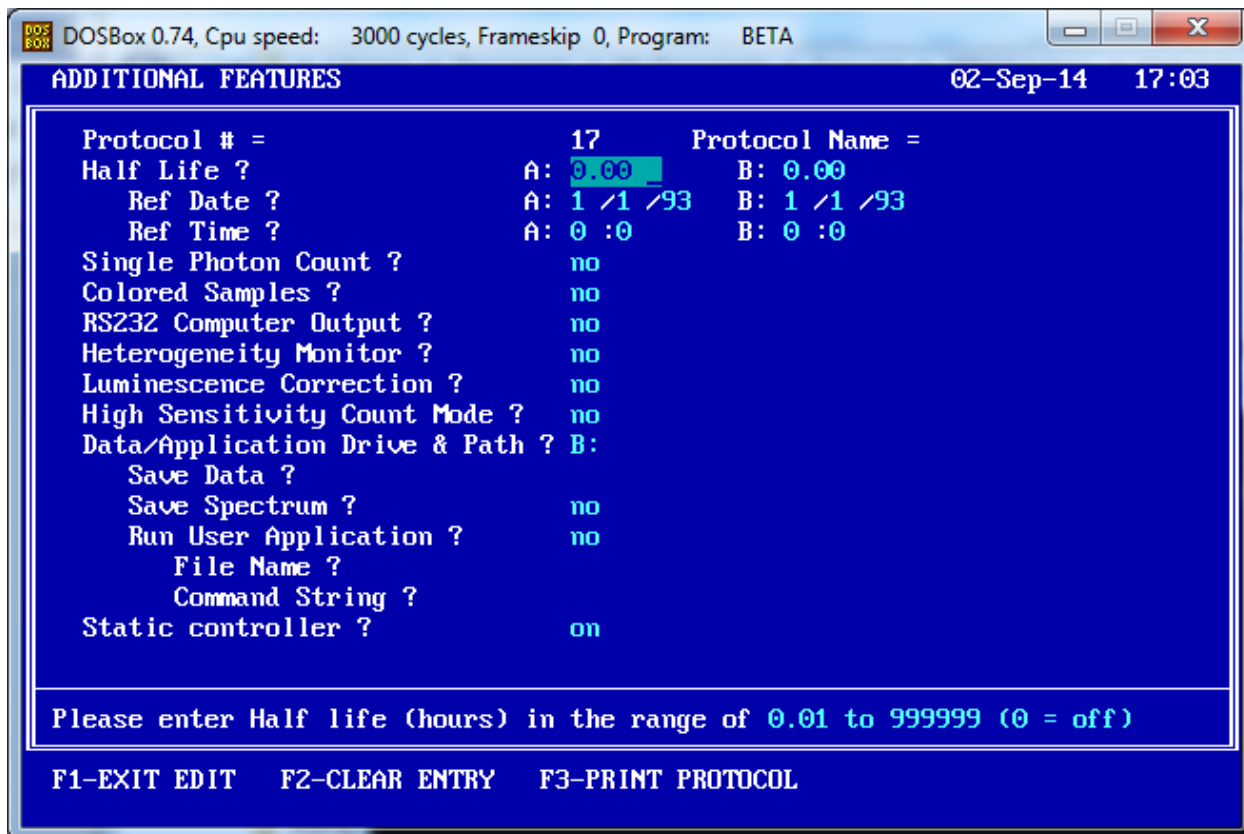 DOS BOX DOSBox 0.74, Cpu speed: 3000 cycles, Frameskip 0, Program: BETA
ADDITIONAL FEATURES 02-Sep-14 17:03
Protocol # = 17 Protocol Name =
Half Life ? A: 0.00 _ B: 0.00
Ref Date ? A: 1 /1 /93 B: 1 /1 /93
Ref Time ? A: 0 :0 B: 0 :0
Single Photon Count ? no
Colored Samples ? no
RS232 Computer Output ? no
Heterogeneity Monitor ? no
Luminescence Correction ? no
High Sensitivity Count Mode ? no
Data/Application Drive & Path ? B:
Save Data ?
Save Spectrum ? no
Run User Application ? no
File Name ?
Command String ?
Static controller ? on
Please enter Half life (hours) in the range of 0.01 to 999999 (0 = off)
F1-EXIT EDIT F2-CLEAR ENTRY F3-PRINT PROTOCOL